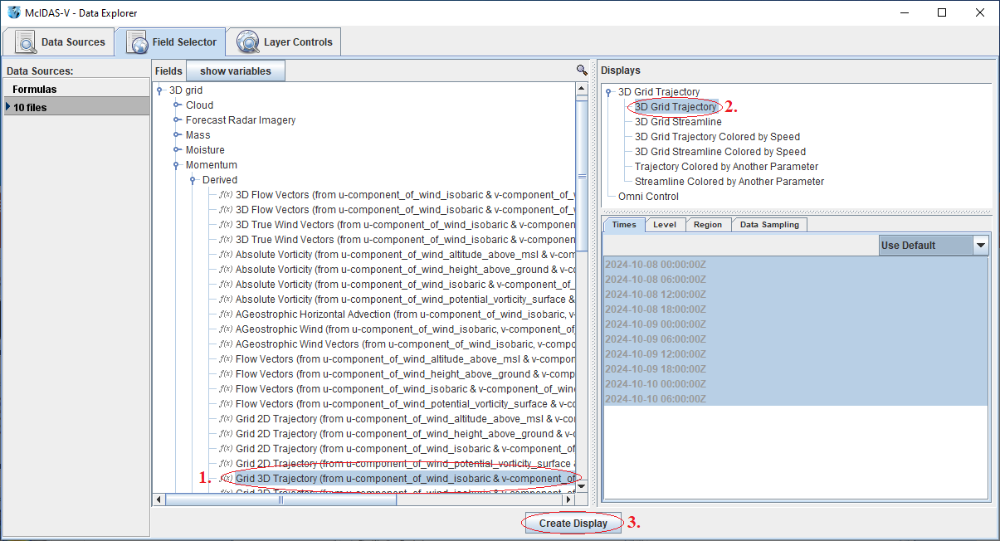 McIDAS-V - Data Explorer
Data Sources
Field Selector
Layer Controls
Data Sources:
Formulas
10 files
Fields
show variables
3D grid
Cloud
Forecast Radar Imagery
Mass
Moisture
Momentum
Derived
f(x) 3D Flow Vectors (from u-component_of_wind_isobaric & v-component_of_
f(x) 3D Flow Vectors (from u-component_of_wind_isobaric & v-component_of_
f(x) 3D True Wind Vectors (from u-component_of_wind_isobaric & v-component
f(x) 3D True Wind Vectors (from u-component_of_wind_isobaric & v-component
f(x) Absolute Vorticity (from u-component_of_wind_altitude_above_msl & v-com
f(x) Absolute Vorticity (from u-component_of_wind_height_above_ground & v-cc
f(x) Absolute Vorticity (from u-component_of_wind_isobaric & v-component_of_
f(x) Absolute Vorticity (from u-component_of_wind_potential_vorticity_surface &
f(x) AGeostrophic Horizontal Advection (from u-component_of_wind_isobaric, v-
f(x) AGeostrophic Wind (from u-component_of_wind_isobaric, v-component_of_
f(x) AGeostrophic Wind Vectors (from u-component_of_wind_isobaric, v-compo
f(x) Flow Vectors (from u-component_of_wind_altitude_above_msl & v-compon
f(x) Flow Vectors (from u-component_of_wind_height_above_ground & v-comp
f(x) Flow Vectors (from u-component_of_wind_isobaric & v-component_of_wind
f(x) Flow Vectors (from u-component_of_wind_potential_vorticity_surface & v-co
f(x) Grid 2D Trajectory (from u-component_of_wind_altitude_above_msl & v-co
f(x) Grid 2D Trajectory (from u-component_of_wind_height_above_ground & v-c
f(x) Grid 2D Trajectory (from u-component_of_wind_isobaric & v-component_of
f(x) Grid 2D Trajectory (from u-component_of_wind_potential_vorticity_surface &
1. f(x) Grid 3D Trajectory (from u-component_of_wind_isobaric & v-component_of
Displays
3D Grid Trajectory
3D Grid Trajectory 2.
3D Grid Streamline
3D Grid Trajectory Colored by Speed
3D Grid Streamline Colored by Speed
Trajectory Colored by Another Parameter
Streamline Colored by Another Parameter
Omni Control
Times
Level
Region
Data Sampling
Use Default
2024-10-08 00:00:00Z
2024-10-08 06:00:00Z
2024-10-08 12:00:00Z
2024-10-08 18:00:00Z
2024-10-09 00:00:00Z
2024-10-09 06:00:00Z
2024-10-09 12:00:00Z
2024-10-09 18:00:00Z
2024-10-10 00:00:00Z
2024-10-10 06:00:00Z
Create Display 3.